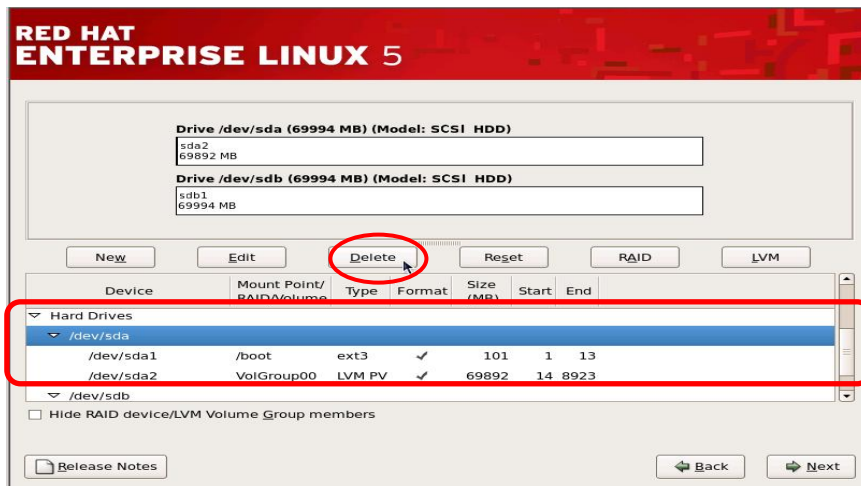 RED HAT
ENTERPRISE LINUX 5
Drive /dev/sda (69994 MB) (Model: SCSI HDD)
sda2
69892 MB
Drive /dev/sdb (69994 MB) (Model: SCSI HDD)
sdb1
69994 MB
New Edit Delete Reset RAID LVM
Device Mount Point/ RAID/Volume Type Format Size (MB) Start End
Hard Drives
/dev/sda
/dev/sda1 /boot ext3 ✓ 101 1 13
/dev/sda2 VolGroup00 LVM PV ✓ 69892 14 8923
/dev/sdb
Hide RAID device/LVM Volume Group members
Release Notes Back Next